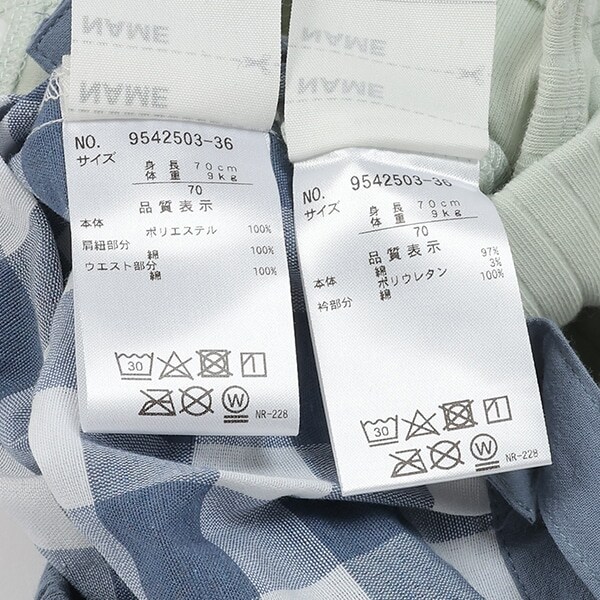 NAME
NAME
NO. 9542503-36
サイズ
身長 70cm
体重 9kg
70
品質表示
本体 ポリエステル 100%
肩紐部分 綿 100%
ウエスト部分 綿 100%
30
W
NR-228
NAME
NAME
NO. 9542503-36
サイズ
身長 70cm
体重 9kg
70
品質表示
本体 綿 97%
ポリウレタン 3%
衿部分 綿 100%
30
W
NR-228